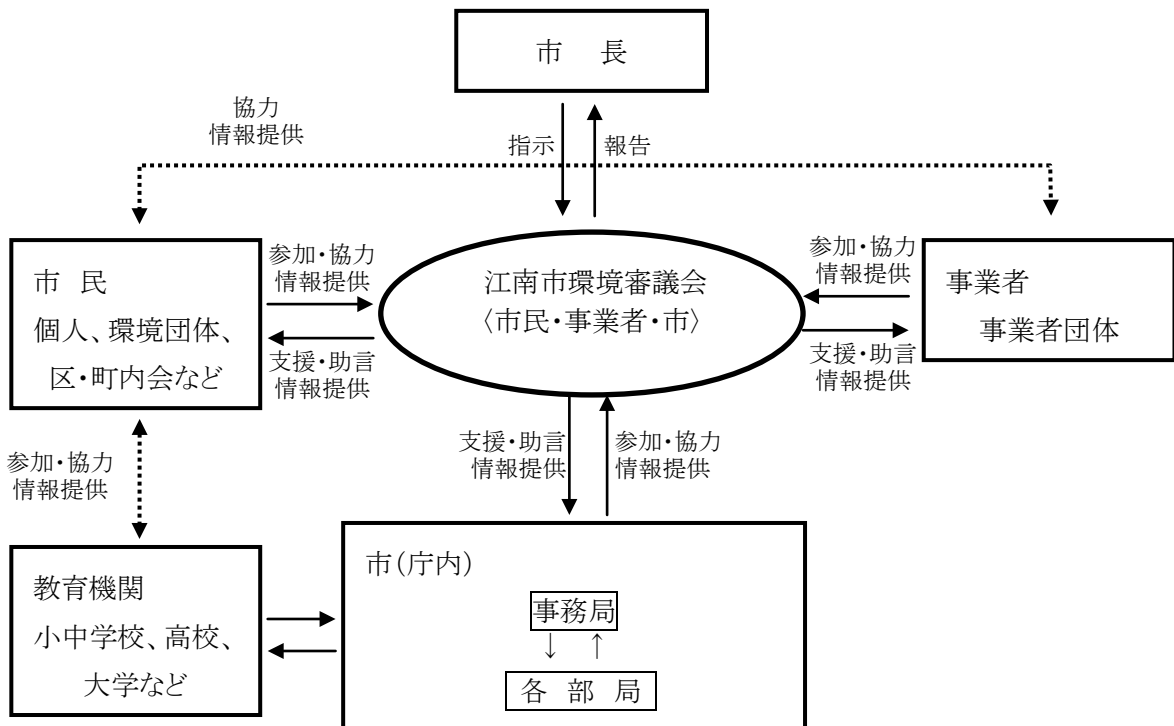 市 長
協力
情報提供
指示
報告
市 民
個人、環境団体、
区・町内会など
参加・協力
情報提供
支援・助言
情報提供
江南市環境審議会
〈市民・事業者・市〉
参加・協力
情報提供
支援・助言
情報提供
事業者
事業者団体
参加・協力
情報提供
支援・助言
情報提供
参加・協力
情報提供
教育機関
小中学校、高校、
大学など
市(庁内)
事務局
↓ ↑
各 部 局